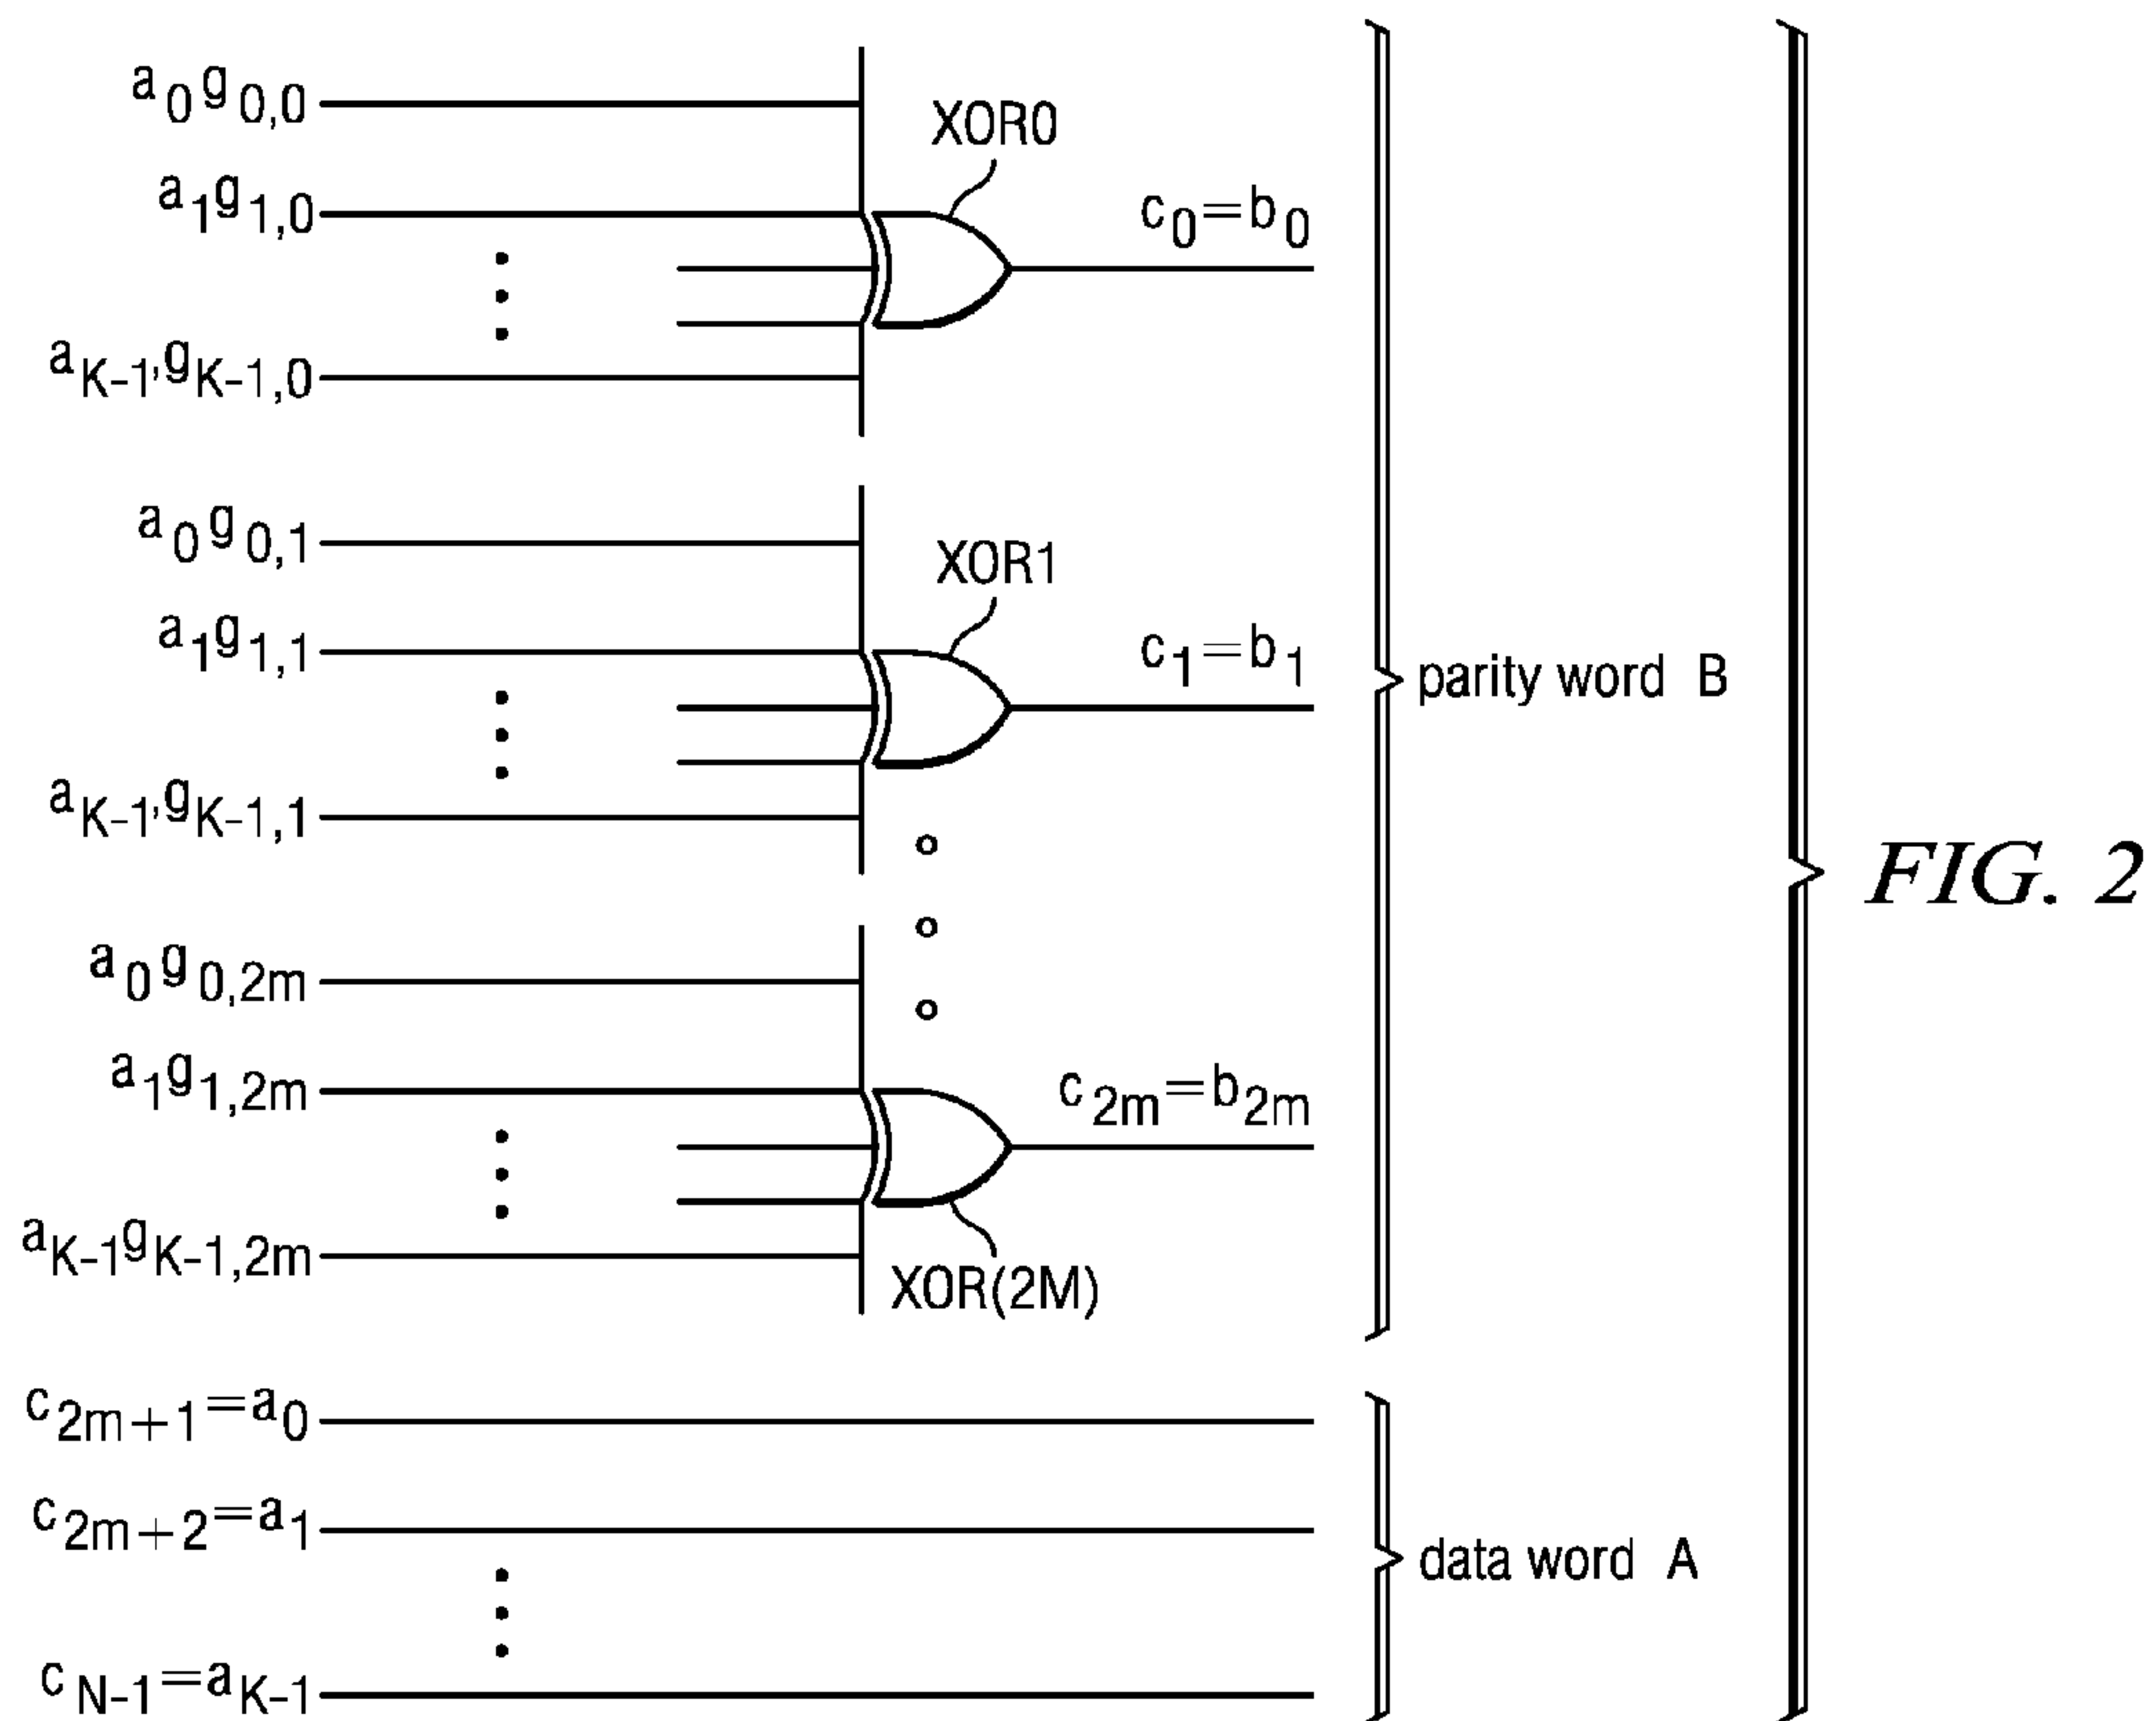 a0g0,0
XOR0
a1g1,0
c0=b0
aK-1,gK-1,0
a0g0,1
XOR1
a1g1,1
c1=b1
parity word B
aK-1,gK-1,1
FIG. 2
a0g0,2m
a1g1,2m
c2m=b2m
aK-1gK-1,2m
XOR(2M)
c2m+1=a0
c2m+2=a1
data word A
cN-1=aK-1